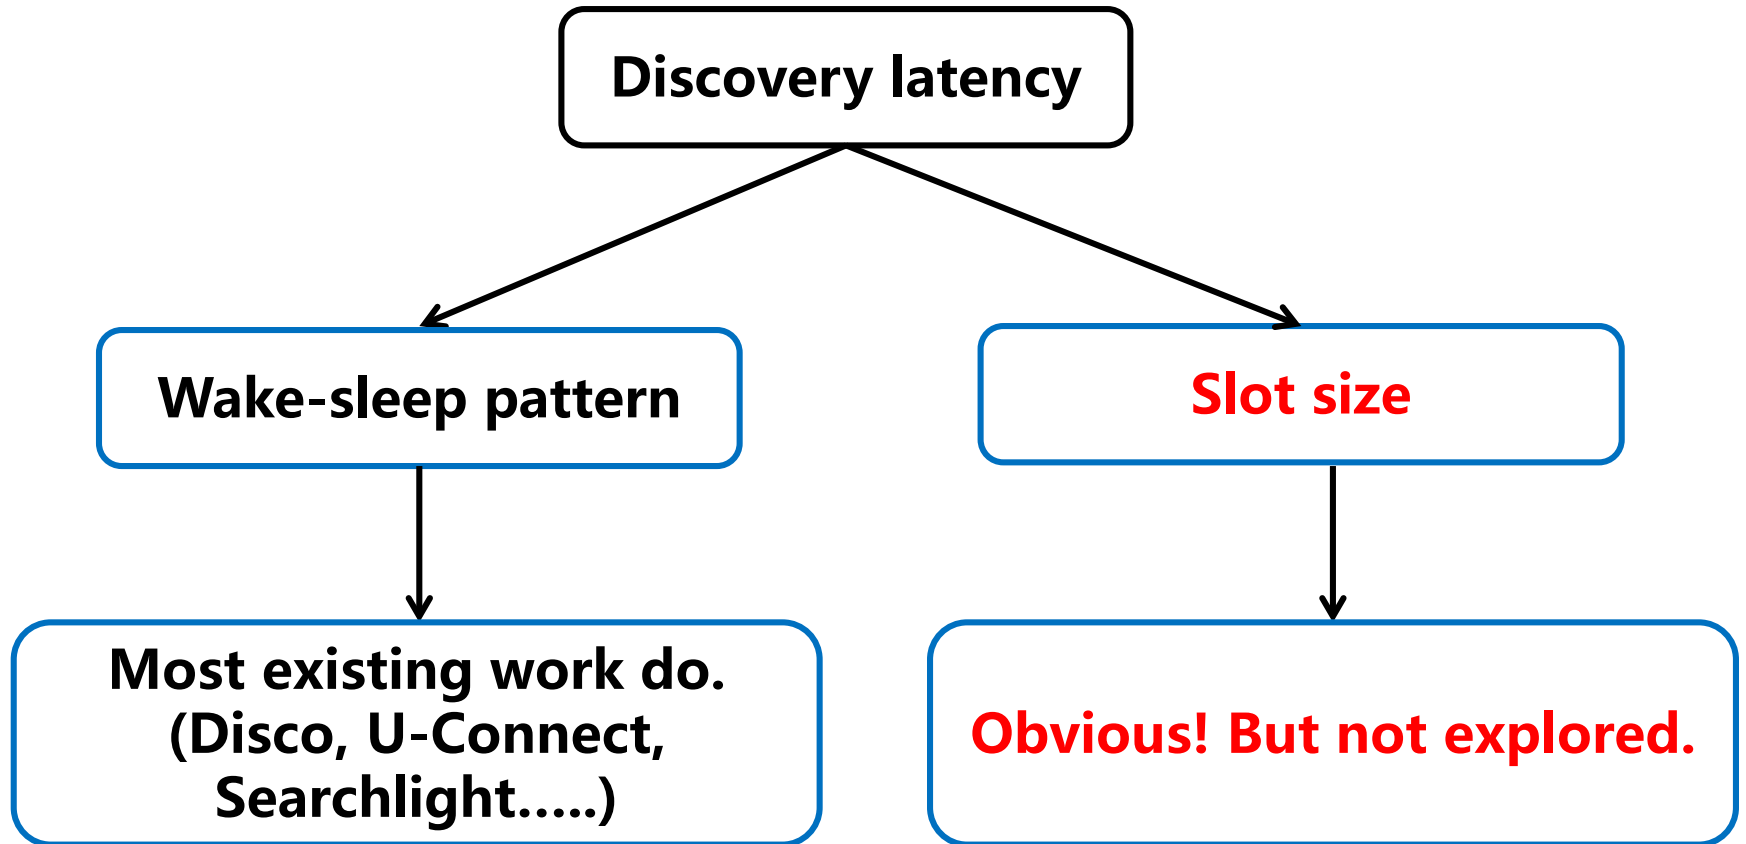 Discovery latency
Wake-sleep pattern
Slot size
Most existing work do.
(Disco, U-Connect,
Searchlight.....)
Obvious! But not explored.